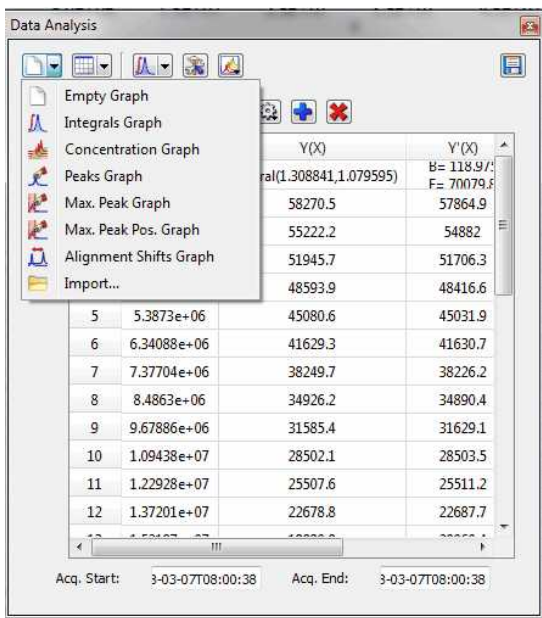 Data Analysis
Empty Graph
Integrals Graph
Concentration Graph
Peaks Graph
Max. Peak Graph
Max. Peak Pos. Graph
Alignment Shifts Graph
Import...
Y(X) Y'(X)
ral(1.308841,1.079595) B= 118.975
F= 70079.8
58270.5 57864.9
55222.2 54882
51945.7 51706.3
48593.9 48416.6
5 5.3873e+06 45080.6 45031.9
6 6.34088e+06 41629.3 41630.7
7 7.37704e+06 38249.7 38226.2
8 8.4863e+06 34926.2 34890.4
9 9.67886e+06 31585.4 31629.1
10 1.09438e+07 28502.1 28503.5
11 1.22928e+07 25507.6 25511.2
12 1.37201e+07 22678.8 22687.7
Acq. Start: 3-03-07T08:00:38 Acq. End: 3-03-07T08:00:38